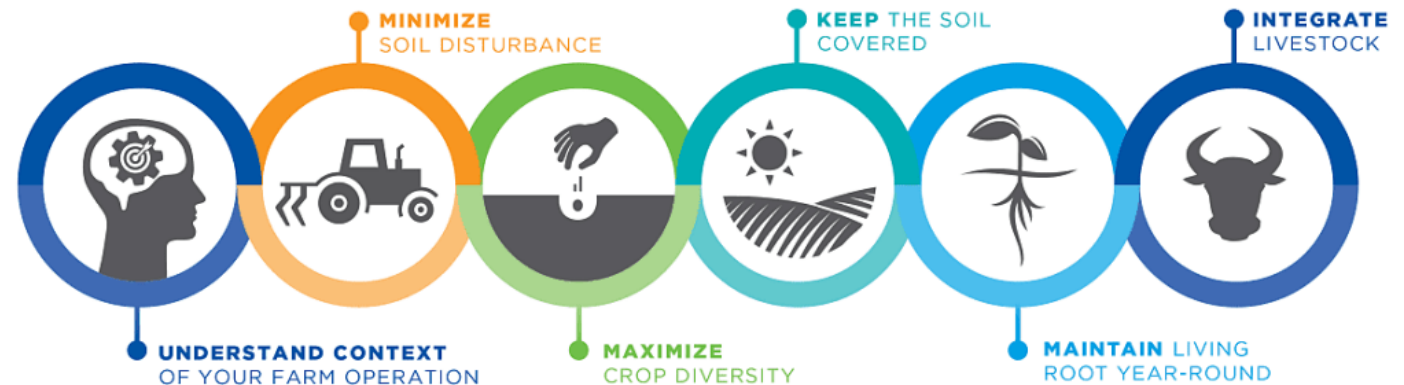 UNDERSTAND CONTEXT
OF YOUR FARM OPERATION
MINIMIZE
SOIL DISTURBANCE
MAXIMIZE
CROP DIVERSITY
KEEP THE SOIL
COVERED
MAINTAIN LIVING
ROOT YEAR-ROUND
INTEGRATE
LIVESTOCK